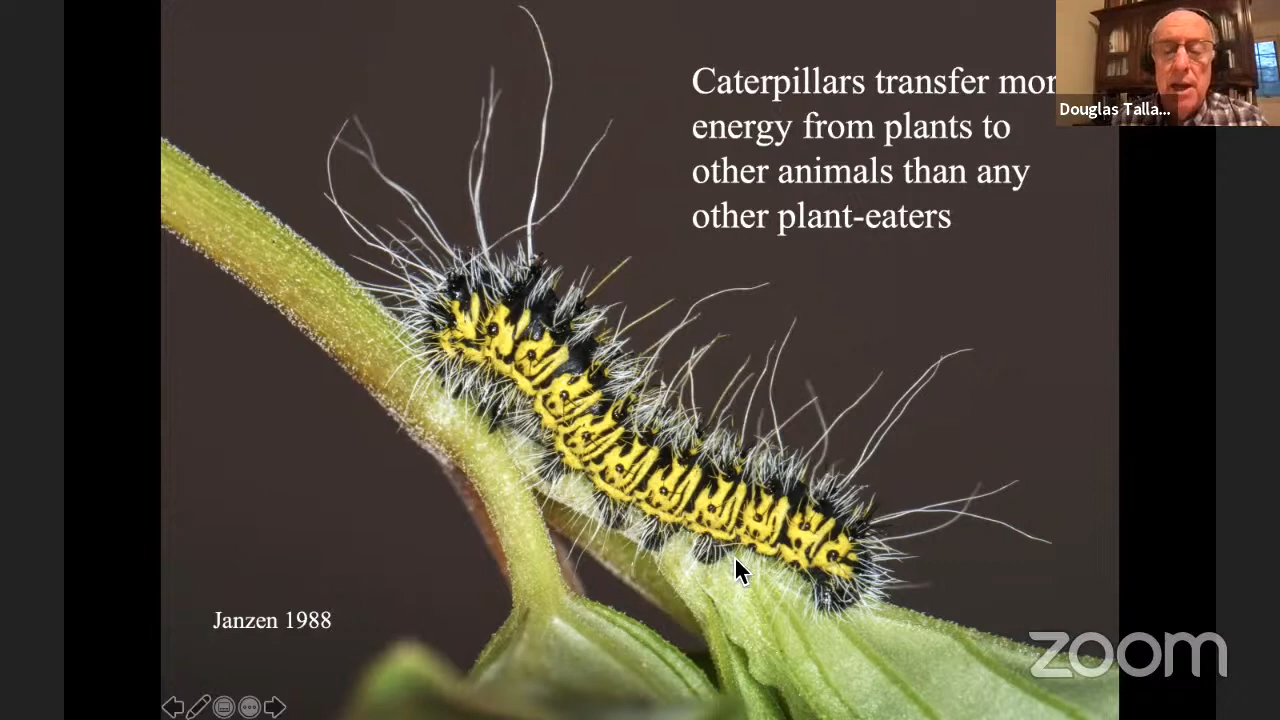 Caterpillars transfer mor
energy from plants to
other animals than any
other plant-eaters
Douglas Talla...
Janzen 1988
zoom